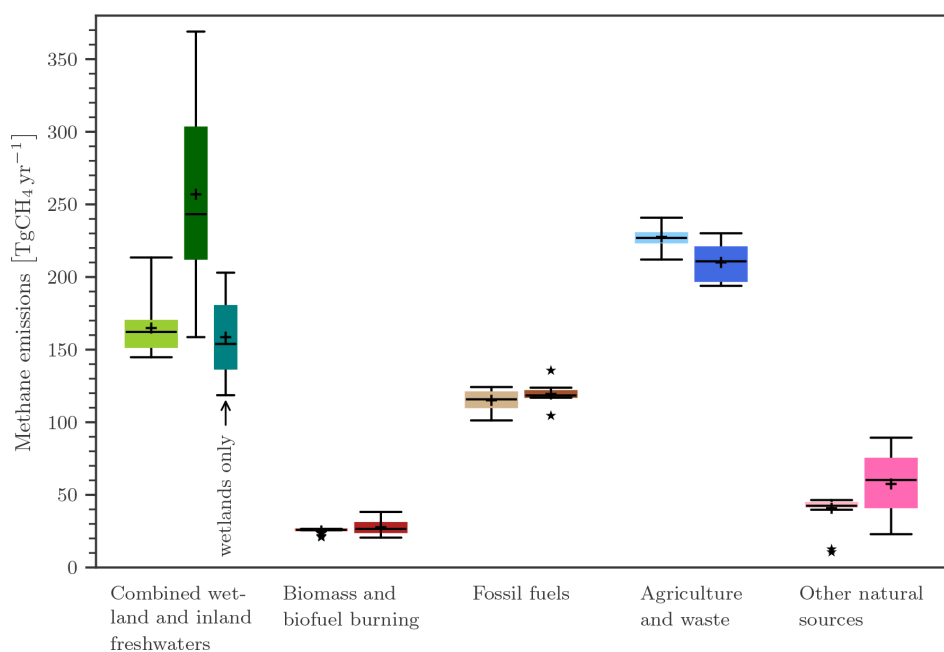 Methane emissions [TgCH₄ yr⁻¹]
350
300
250
200
150
100
50
0
wetlands only
Combined wet-
land and inland
freshwaters
Biomass and
biofuel burning
Fossil fuels
Agriculture
and waste
Other natural
sources